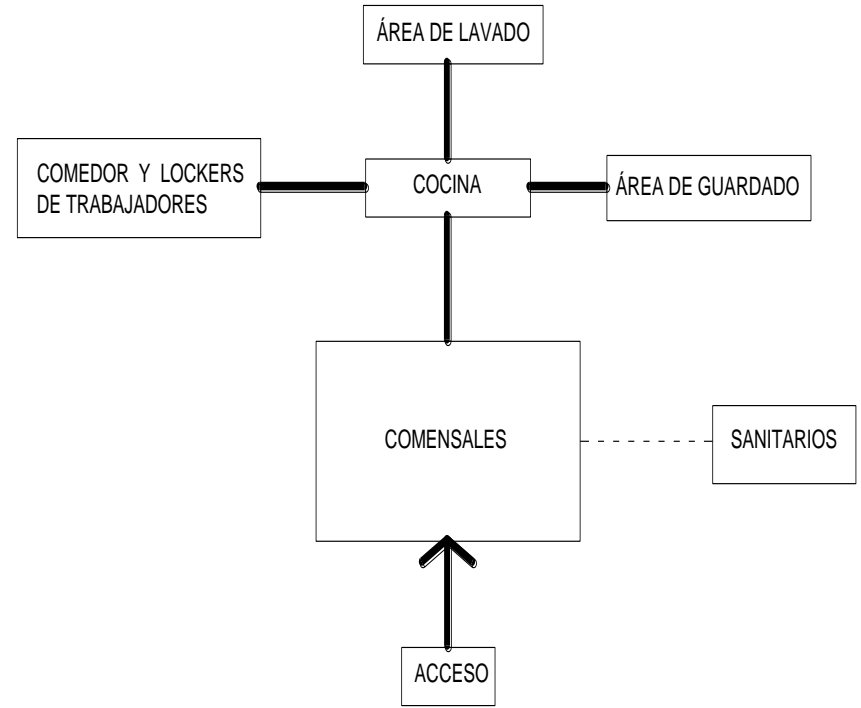 ÁREA DE LAVADO
COMEDOR Y LOCKERS
DE TRABAJADORES
COCINA
ÁREA DE GUARDADO
COMENSALES
SANITARIOS
ACCESO